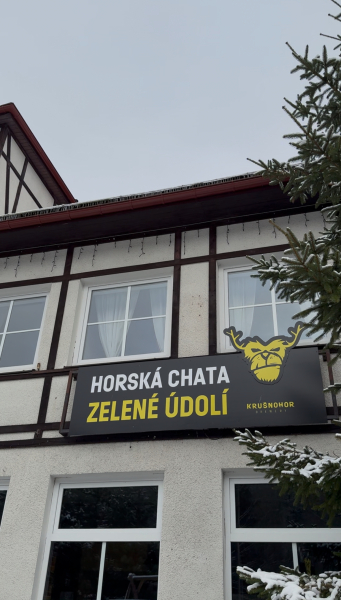 HORSKÁ CHATA
ZELENÉ ÚDOLÍ
KRUŠNOHOR